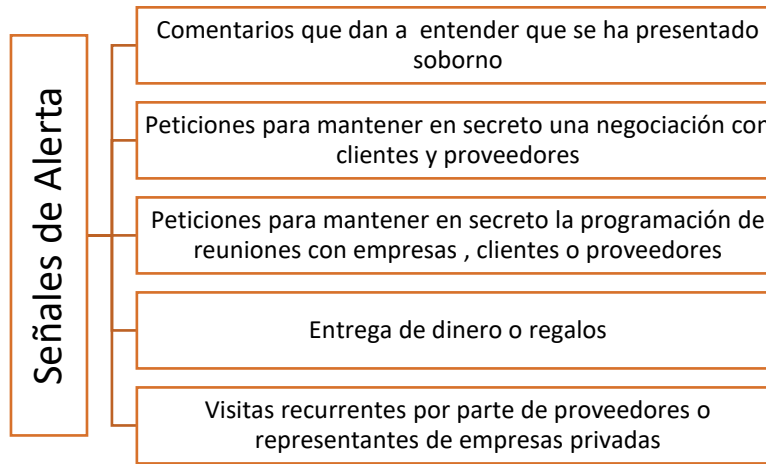 Señales de Alerta
Comentarios que dan a entender que se ha presentado
soborno
Peticiones para mantener en secreto una negociación con
clientes y proveedores
Peticiones para mantener en secreto la programación de
reuniones con empresas , clientes o proveedores
Entrega de dinero o regalos
Visitas recurrentes por parte de proveedores o
representantes de empresas privadas